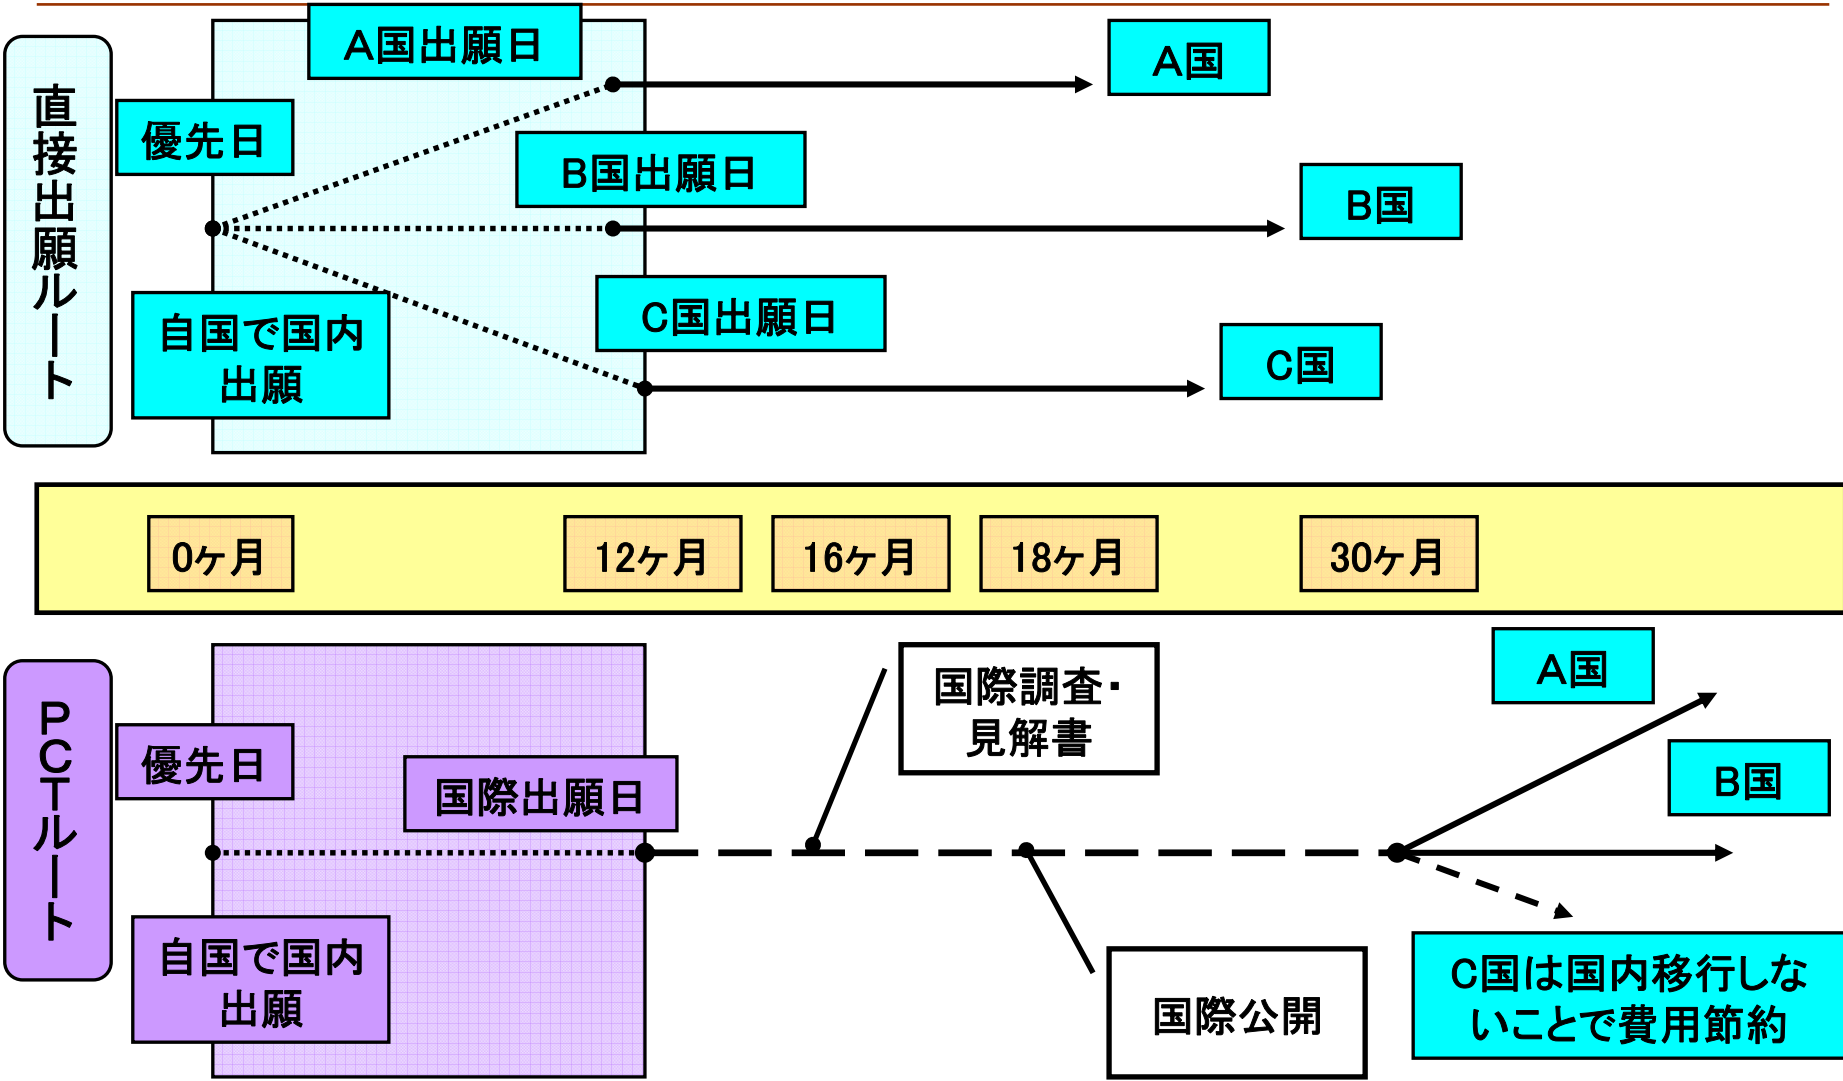 直接出願ルート
A国出願日
A国
優先日
B国出願日
B国
自国で国内
出願
C国出願日
C国
0ヶ月
12ヶ月
16ヶ月
18ヶ月
30ヶ月
PCTルート
優先日
国際出願日
自国で国内
出願
国際調査・
見解書
国際公開
A国
B国
C国は国内移行しな
いことで費用節約